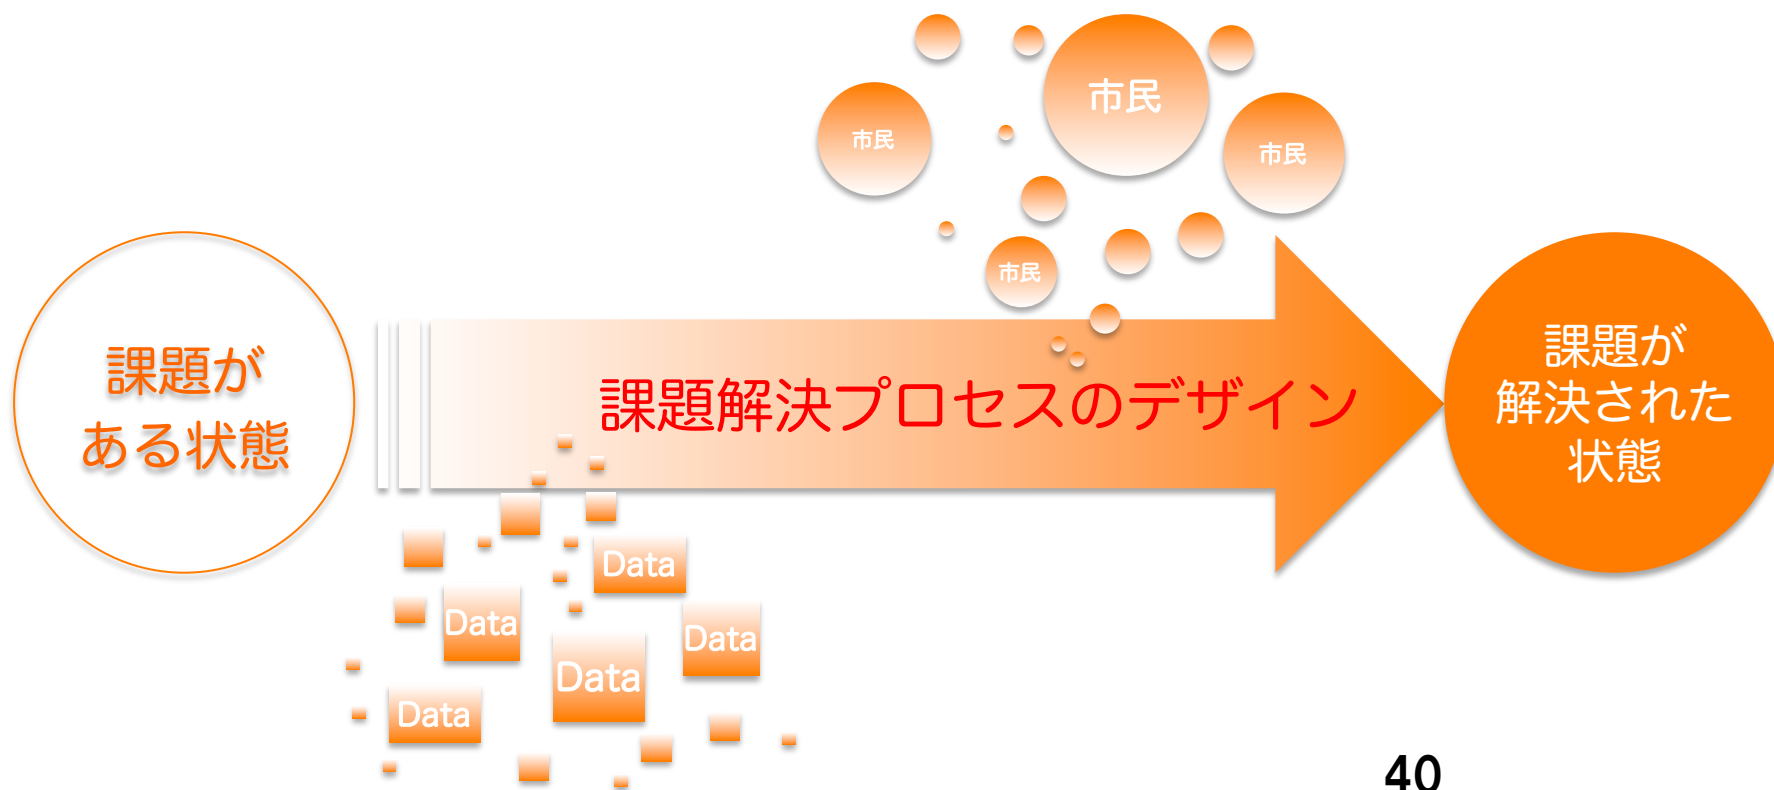 市民
市民
市民
市民
課題が
ある状態
課題解決プロセスのデザイン
課題が
解決された
状態
Data
Data
Data
Data
Data
40